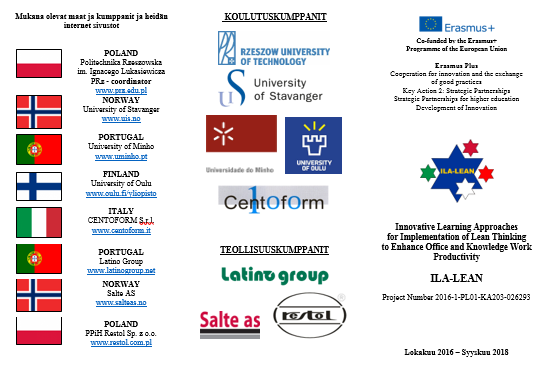 Mukana olevat maat ja kumppanit ja heidän
internet sivustot
POLAND
Politechnika Rzeszowska
im. Ignacego Lukasiewicza
PRz - coordinator
www.prz.edu.pl
NORWAY
University of Stavanger
www.uis.no
PORTUGAL
University of Minho
www.uminho.pt
FINLAND
University of Oulu
www.oulu.fi/yliopisto
ITALY
CENTOFORM S.r.l.
www.centoform.it
PORTUGAL
Latino Group
www.latinogroup.net
NORWAY
Salte AS
www.salteas.no
POLAND
PPiH Restol Sp. z o.o.
www.restol.com.pl
KOULUTUSKUMPPANIT
RZESZOW UNIVERSITY
OF TECHNOLOGY
US University
of Stavanger
Universidade do Minho
UNIVERSITY
OF OULU
Centoform
10
TEOLLISUUSKUMPPANIT
Latino group
Salte as
restol
Erasmus+
Co-funded by the Erasmus+
Programme of the European Union
Erasmus Plus
Cooperation for innovation and the exchange
of good practices
Key Action 2: Strategic Partnerships
Strategic Partnerships for higher education
Development of Innovation
ILA-LEAN
Innovative Learning Approaches
for Implementation of Lean Thinking
to Enhance Office and Knowledge Work
Productivity
ILA-LEAN
Project Number 2016-1-PL01-KA203-026293
Lokakuu 2016 – Syyskuu 2018